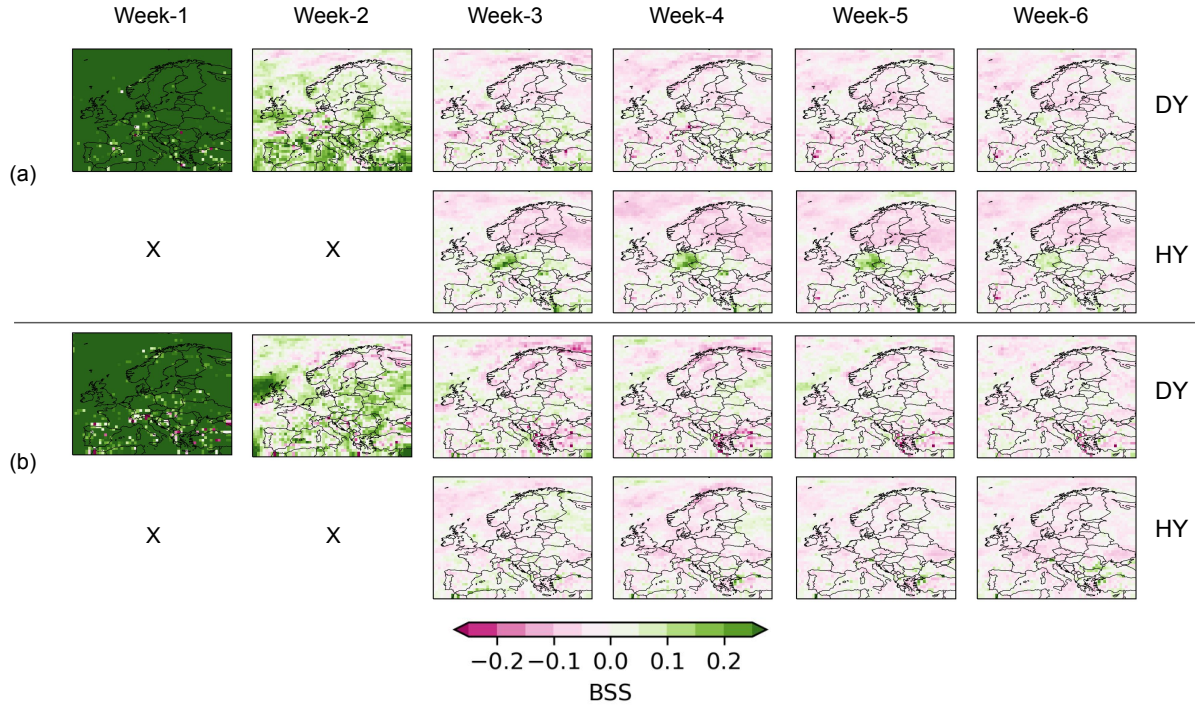 Week-1 Week-2 Week-3 Week-4 Week-5 Week-6
DY
(a)
X X HY
DY
(b)
X X HY
−0.2 −0.1 0.0 0.1 0.2
BSS